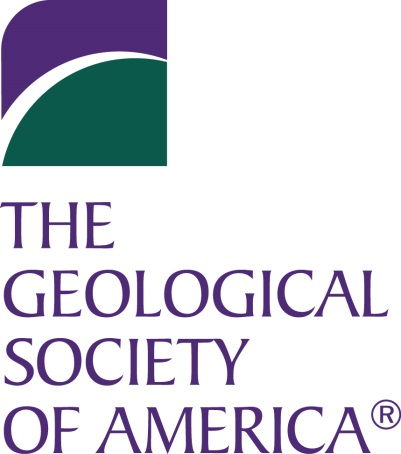 THE
GEOLOGICAL
SOCIETY
OF AMERICA®